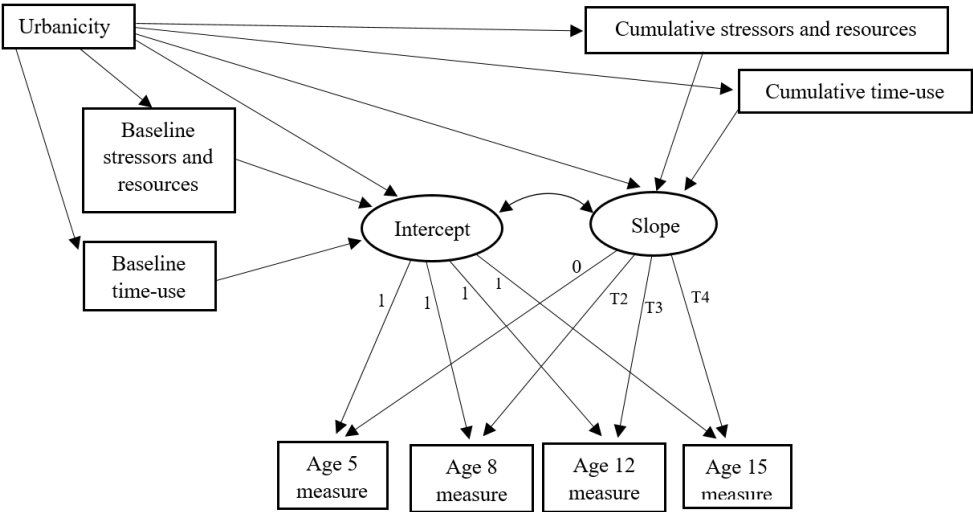 Urbanicity
Cumulative stressors and resources
Cumulative time-use
Baseline
stressors and
resources
Intercept
Slope
Baseline
time-use
0
1
1
1
1
T2
T3
T4
Age 5
measure
Age 8
measure
Age 12
measure
Age 15
measure